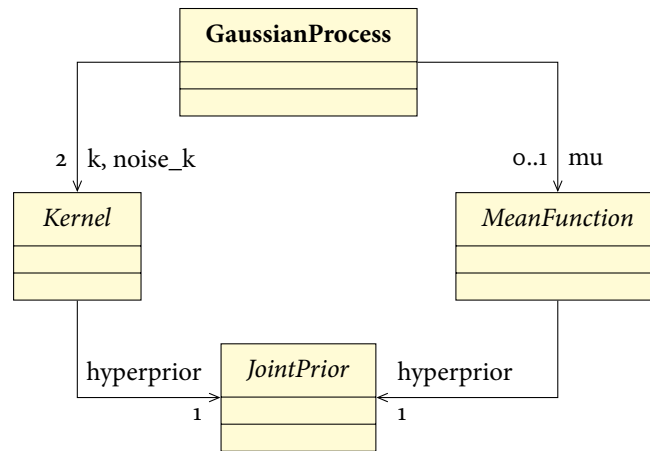 GaussianProcess
2 k, noise_k
0..1 mu
Kernel
MeanFunction
hyperprior
JointPrior
hyperprior
1
1